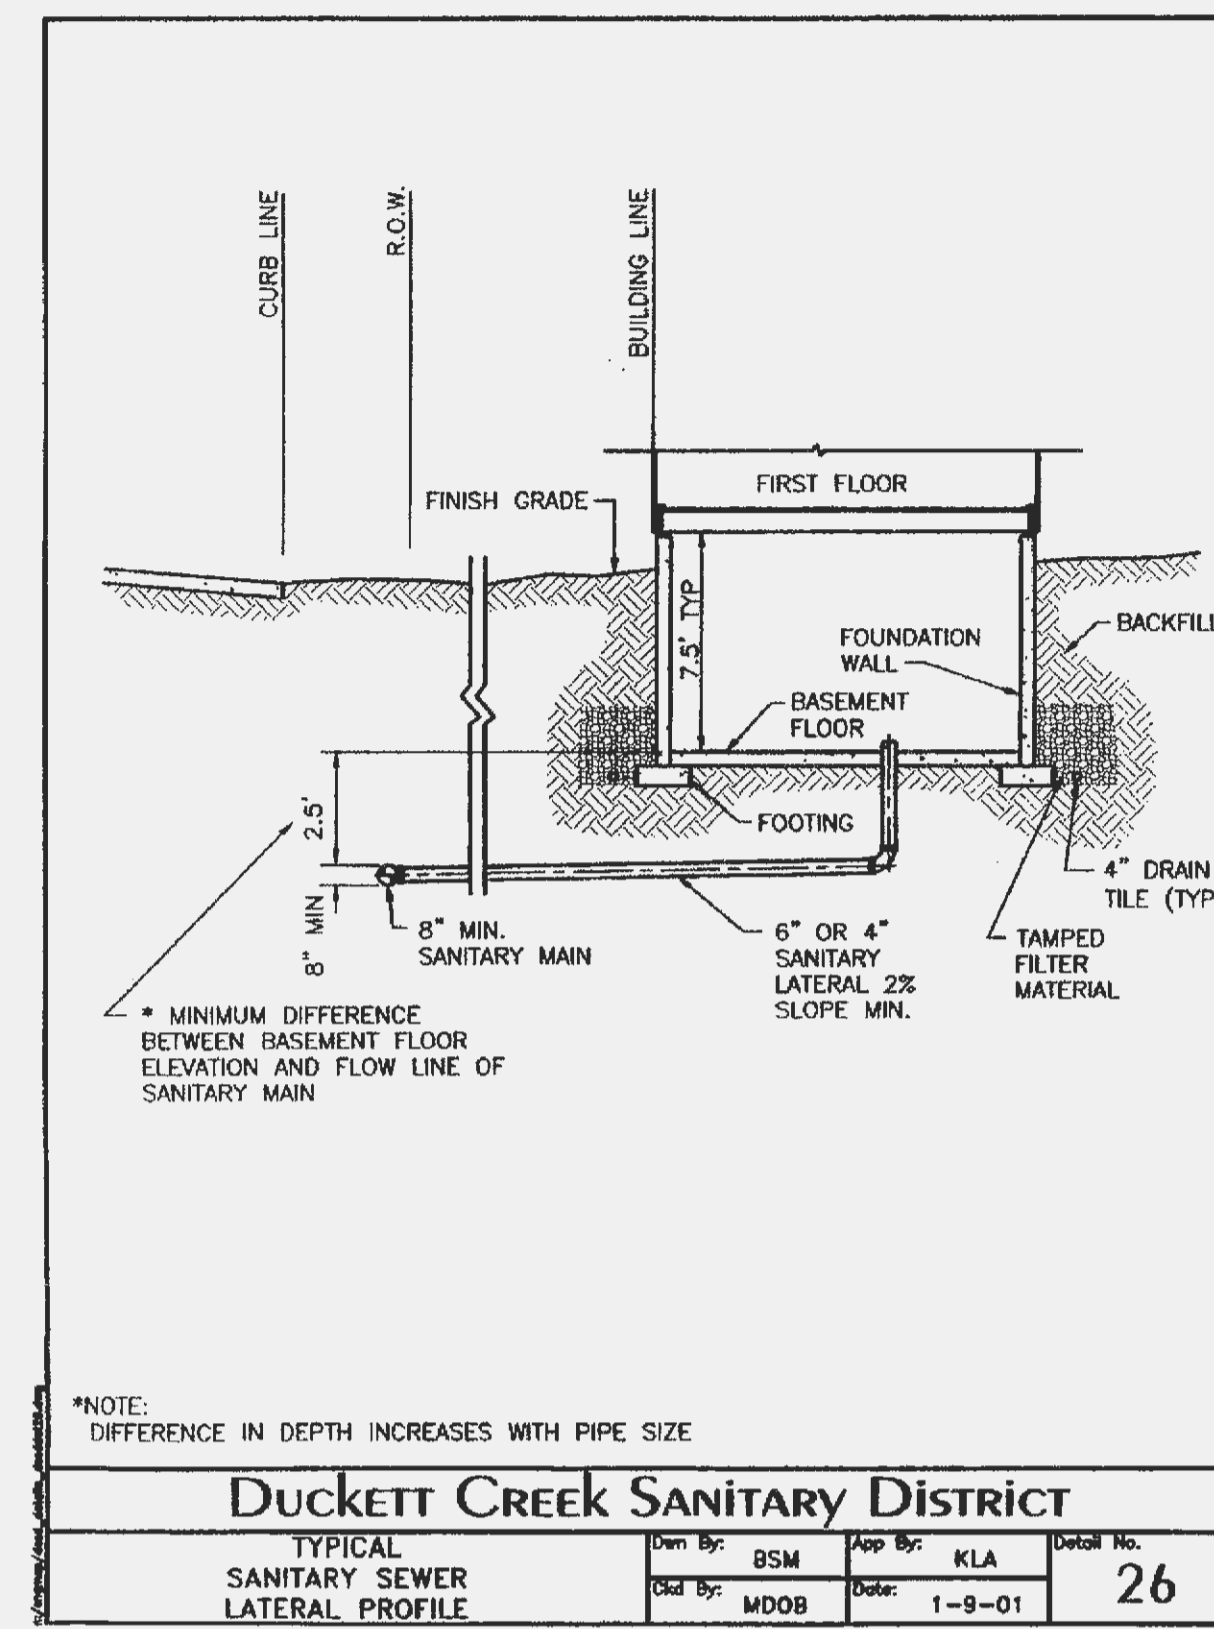 CURB LINE
R.O.W.
BUILDING LINE
FIRST FLOOR
FINISH GRADE
7.5' TYP
FOUNDATION
WALL
BACKFILL
BASEMENT
FLOOR
FOOTING
2.5'
8" MIN
8" MIN.
SANITARY MAIN
6" OR 4"
SANITARY
LATERAL 2%
SLOPE MIN.
4" DRAIN
TILE (TYP
TAMPED
FILTER
MATERIAL
* MINIMUM DIFFERENCE
BETWEEN BASEMENT FLOOR
ELEVATION AND FLOW LINE OF
SANITARY MAIN
*NOTE:
DIFFERENCE IN DEPTH INCREASES WITH PIPE SIZE
DUCKETT CREEK SANITARY DISTRICT
TYPICAL
SANITARY SEWER
LATERAL PROFILE
Dwn By: BSM
App By: KLA
Detail No.
26
Ckd By: MDOB
Date: 1-9-01